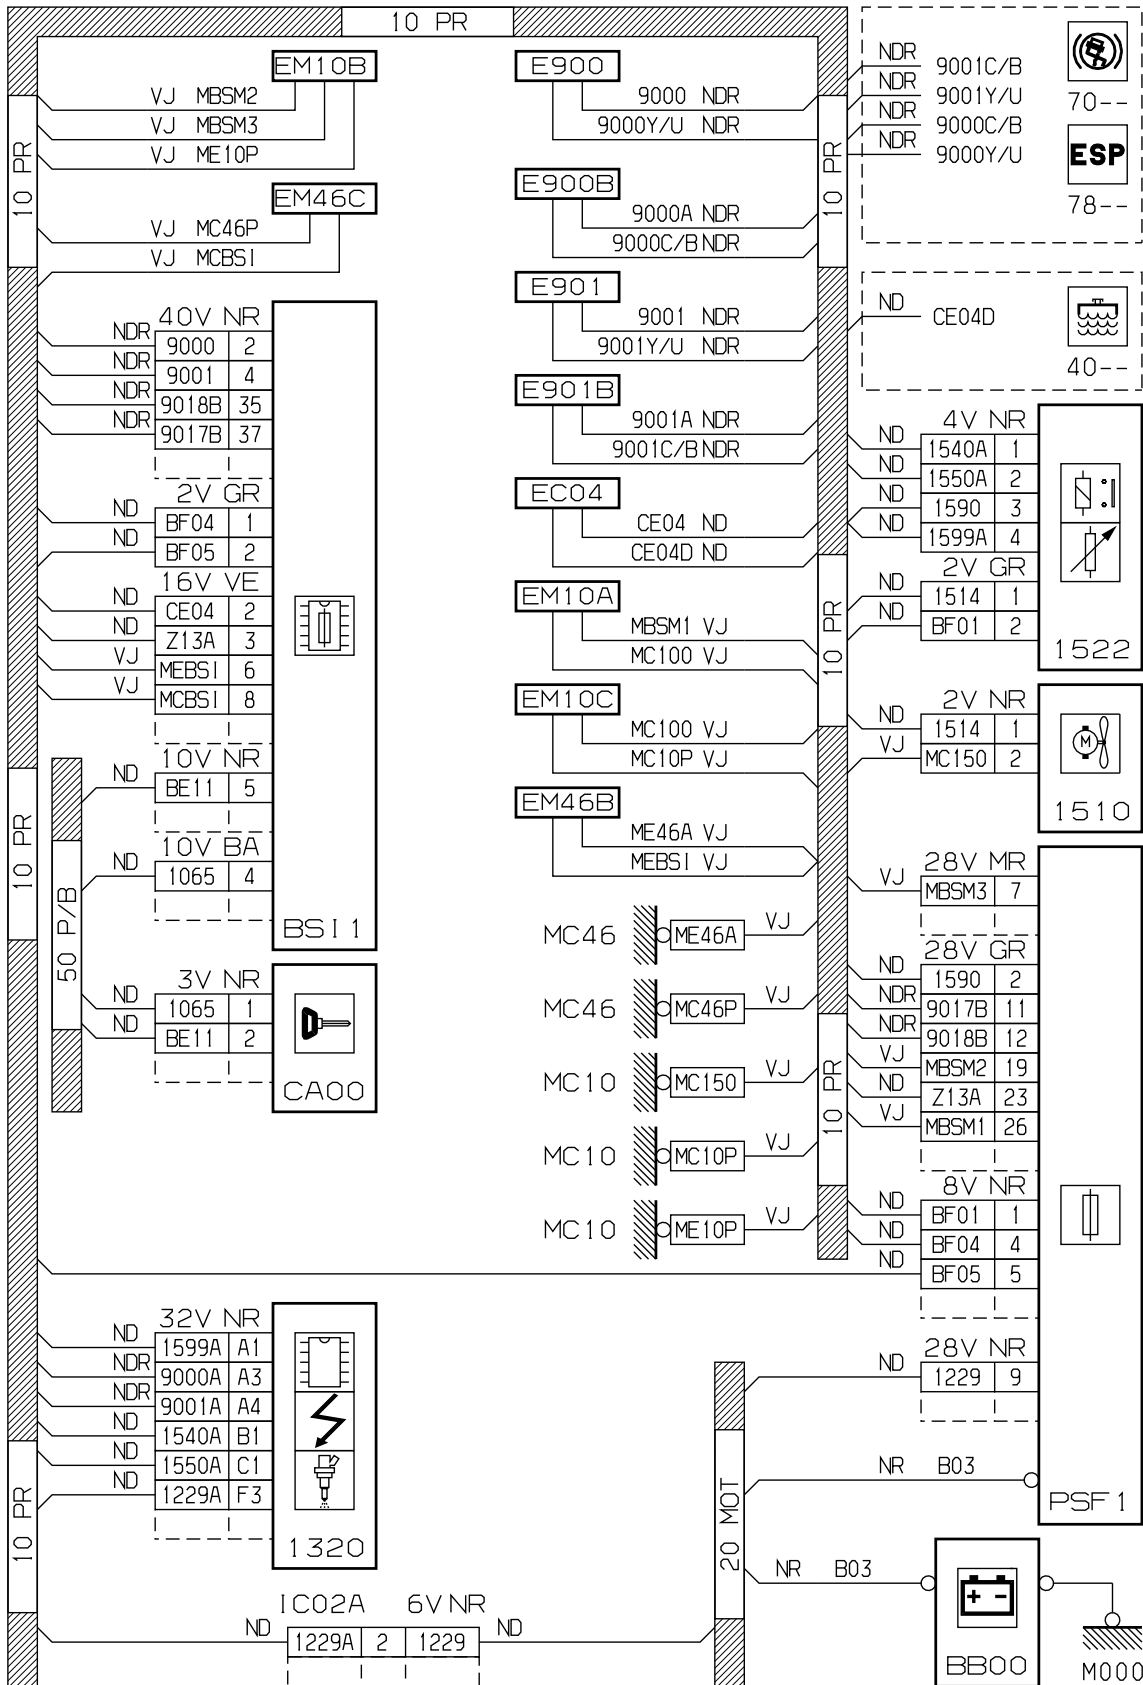 10 PR
EM10B
VJ MBSM2
VJ MBSM3
VJ ME10P
10 PR
EM46C
VJ MC46P
VJ MCBSI
40V NR
NDR 9000 2
NDR 9001 4
NDR 9018B 35
NDR 9017B 37
2V GR
ND BF04 1
ND BF05 2
16V VE
ND CE04 2
ND Z13A 3
VJ MEBSI 6
VJ MCBSI 8
10V NR
ND BE11 5
10V BA
ND 1065 4
BSI1
10 PR
50 P/B
3V NR
ND 1065 1
ND BE11 2
CA00
32V NR
ND 1599A A1
NDR 9000A A3
NDR 9001A A4
ND 1540A B1
ND 1550A C1
ND 1229A F3
1320
10 PR
IC02A 6V NR
ND 1229A 2 1229 ND
E900
9000 NDR
9000Y/U NDR
E900B
9000A NDR
9000C/B NDR
E901
9001 NDR
9001Y/U NDR
E901B
9001A NDR
9001C/B NDR
EC04
CE04 ND
CE04D ND
EM10A
MBSM1 VJ
MC100 VJ
EM10C
MC100 VJ
MC10P VJ
EM46B
ME46A VJ
MEBSI VJ
MC46 ME46A VJ
MC46 MC46P VJ
MC10 MC150 VJ
MC10 MC10P VJ
MC10 ME10P VJ
10 PR
10 PR
10 PR
NDR 9001C/B
NDR 9001Y/U
NDR 9000C/B
NDR 9000Y/U
70--
ESP
78--
ND CE04D
40--
4V NR
ND 1540A 1
ND 1550A 2
ND 1590 3
ND 1599A 4
2V GR
ND 1514 1
ND BF01 2
1522
2V NR
ND 1514 1
VJ MC150 2
M
1510
28V MR
VJ MBSM3 7
28V GR
ND 1590 2
NDR 9017B 11
NDR 9018B 12
VJ MBSM2 19
ND Z13A 23
VJ MBSM1 26
8V NR
ND BF01 1
ND BF04 4
ND BF05 5
28V NR
ND 1229 9
NR B03
PSF1
20 MOT
NR B03
+ -
BB00
M000